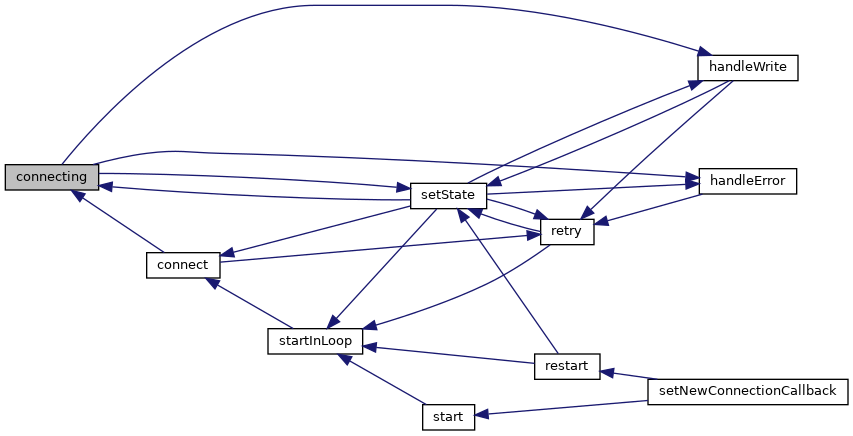 handleWrite
connecting
handleError
setState
retry
connect
startInLoop
restart
setNewConnectionCallback
start